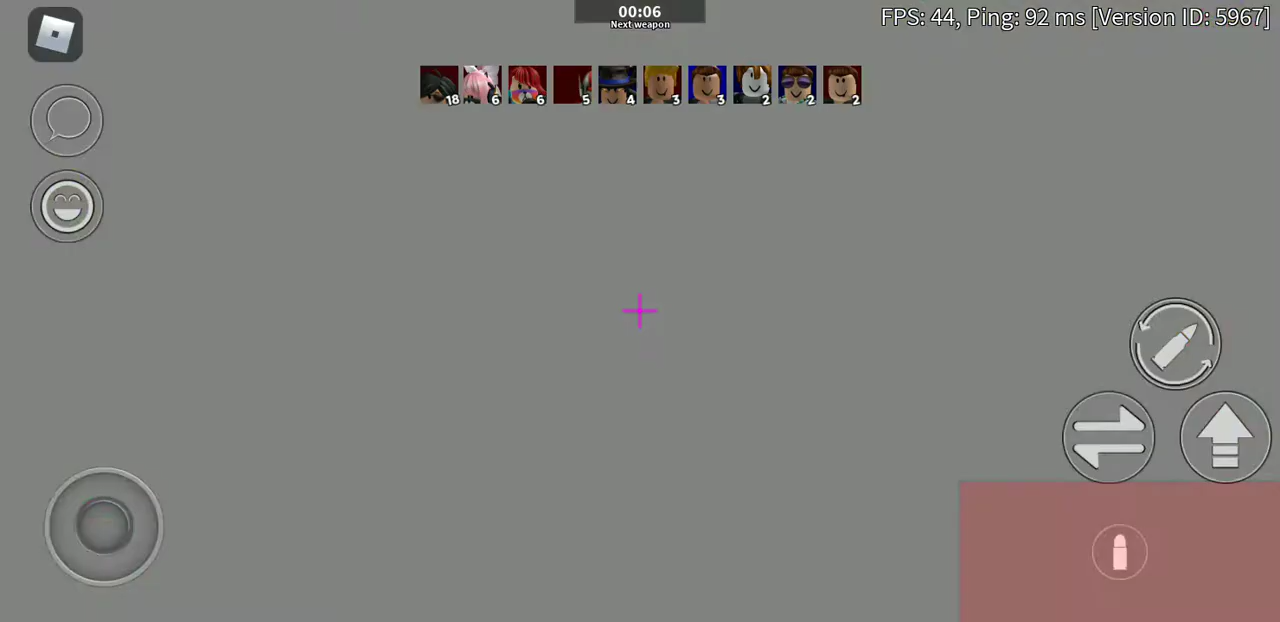 00:06
Next weapon
FPS: 44, Ping: 92 ms [Version ID: 5967]
18 6 6 5 4 3 3 2 2 2